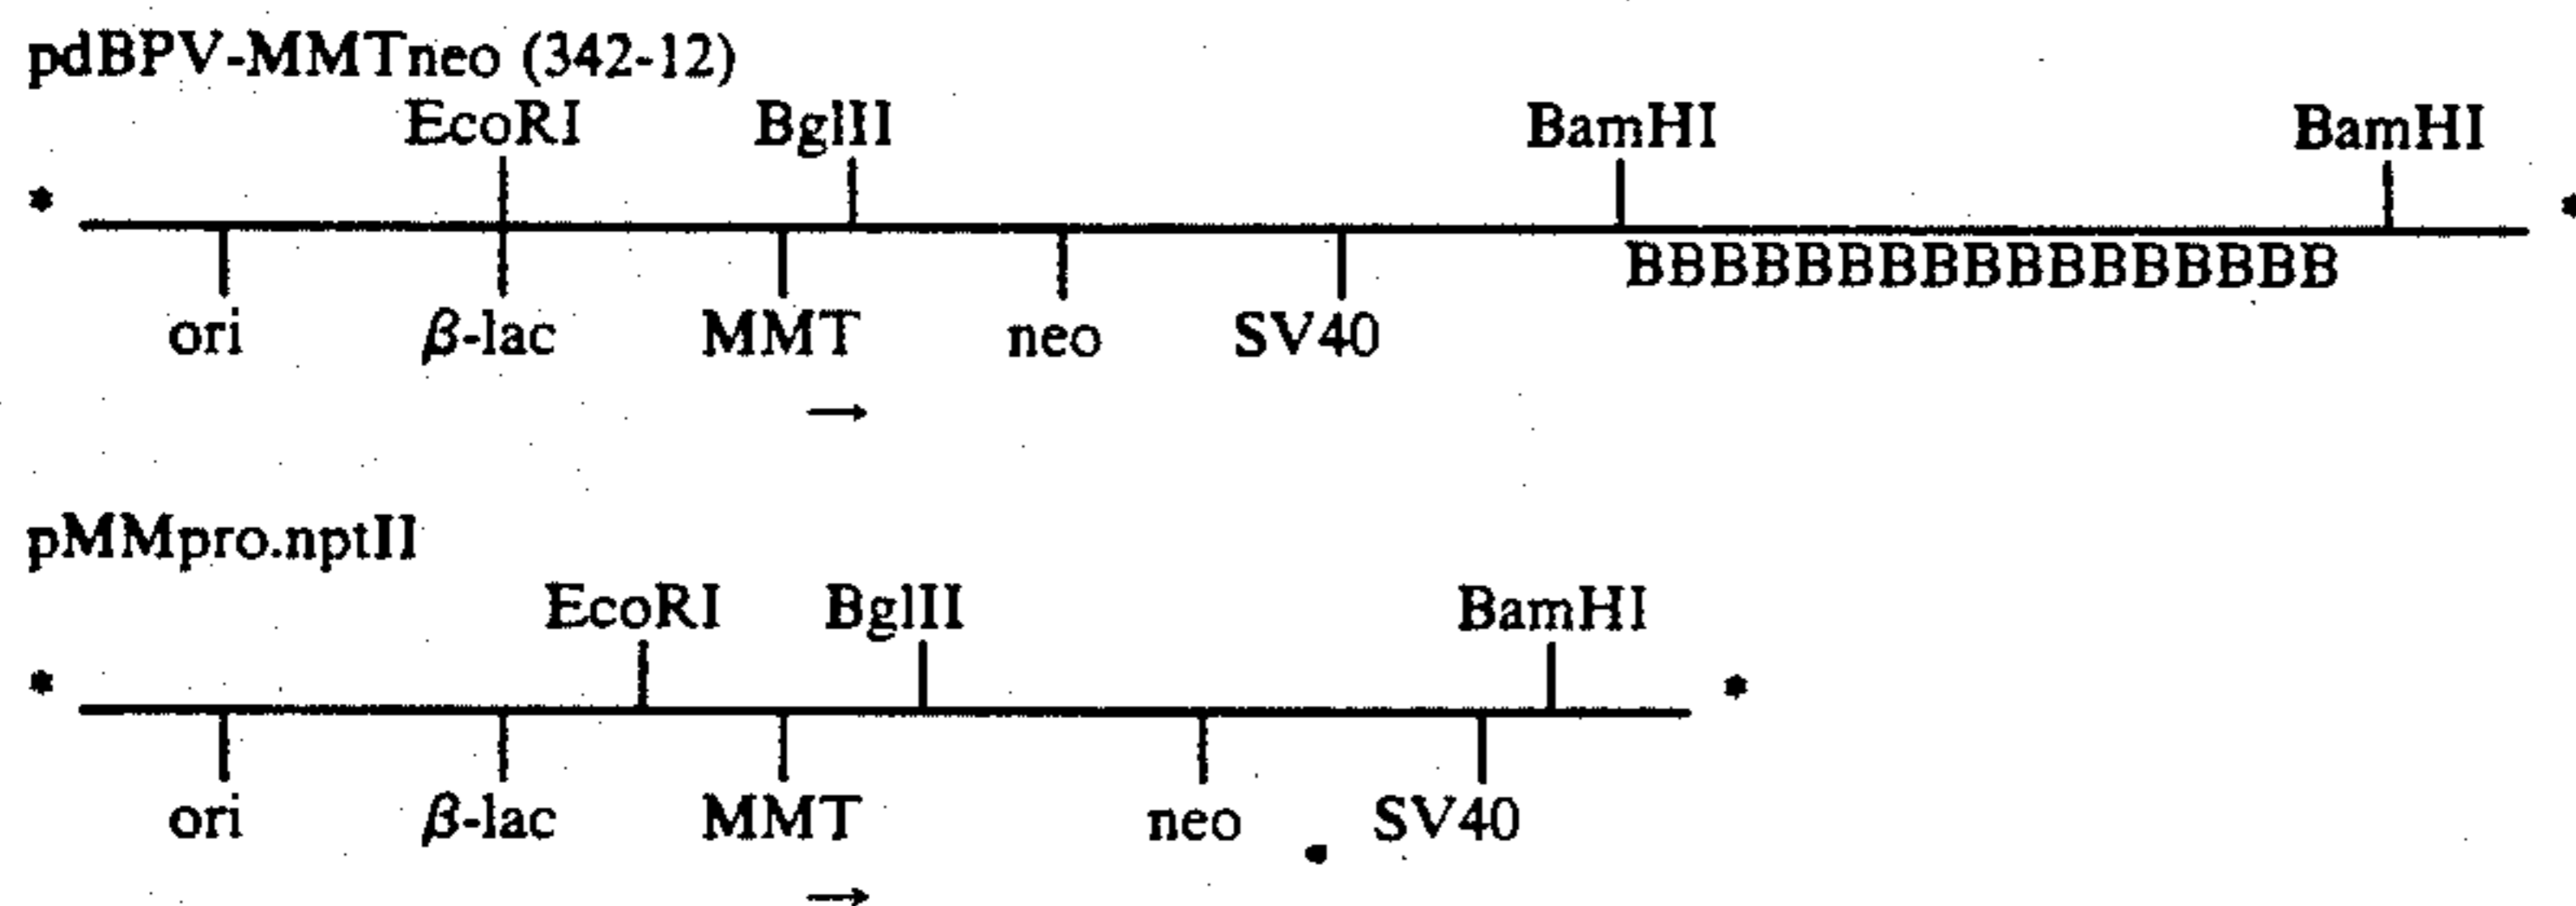 pdBPV-MMTneo (342-12)
EcoRI BglII BamHI BamHI
* *
BBBBBBBBBBBBBBBBB
ori β-lac MMT neo SV40
→
pMMpro.nptII
EcoRI BglII BamHI
* *
ori β-lac MMT neo SV40
→